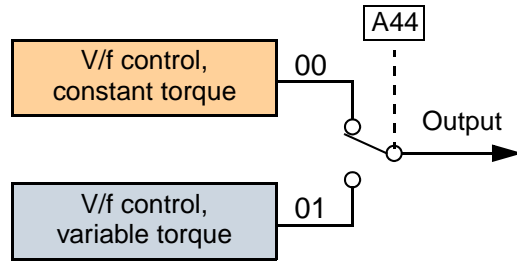 A44
V/f control,
constant torque
00
Output
V/f control,
variable torque
01